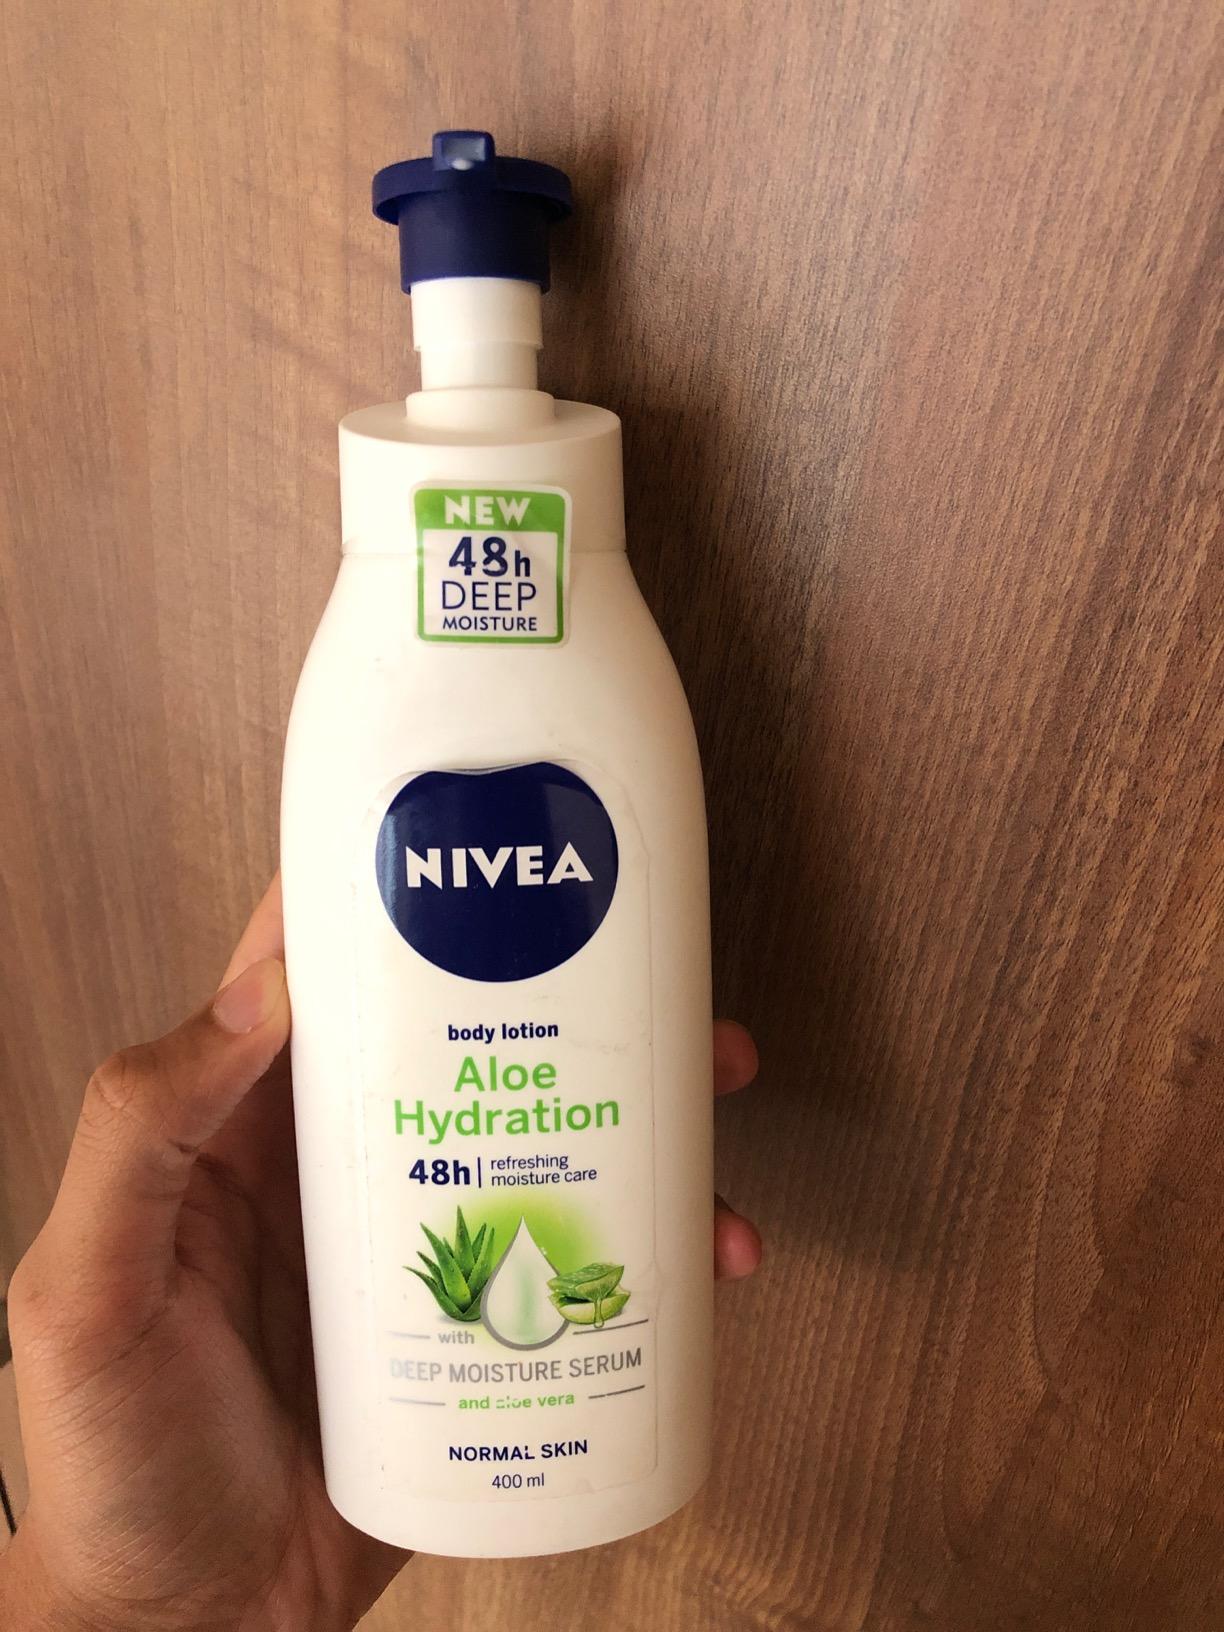 NEW
48h
DEEP
MOISTURE
NIVEA
body lotion
Aloe
Hydration
48h | refreshing
moisture care
with
DEEP MOISTURE SERUM
and aloe vera
NORMAL SKIN
400 ml